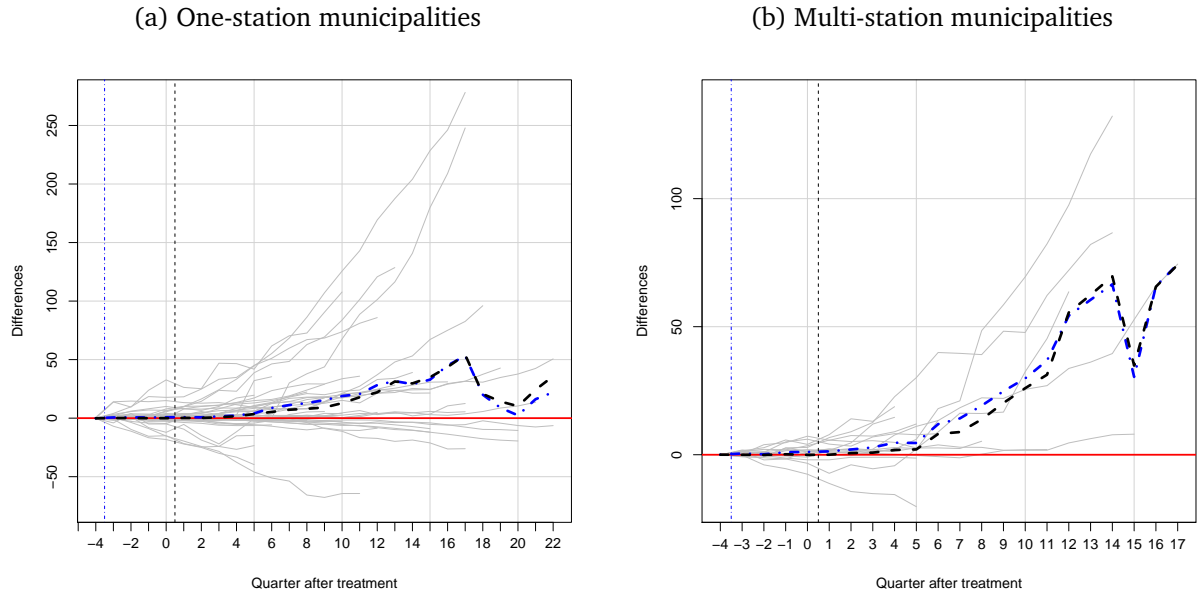 (a) One-station municipalities
(b) Multi-station municipalities
Differences
250
200
150
100
50
0
−50
−4 −2 0 2 4 6 8 10 12 14 16 18 20 22
Quarter after treatment
Differences
100
50
0
−4 −3 −2 −1 0 1 2 3 4 5 6 7 8 9 10 11 12 13 14 15 16 17
Quarter after treatment